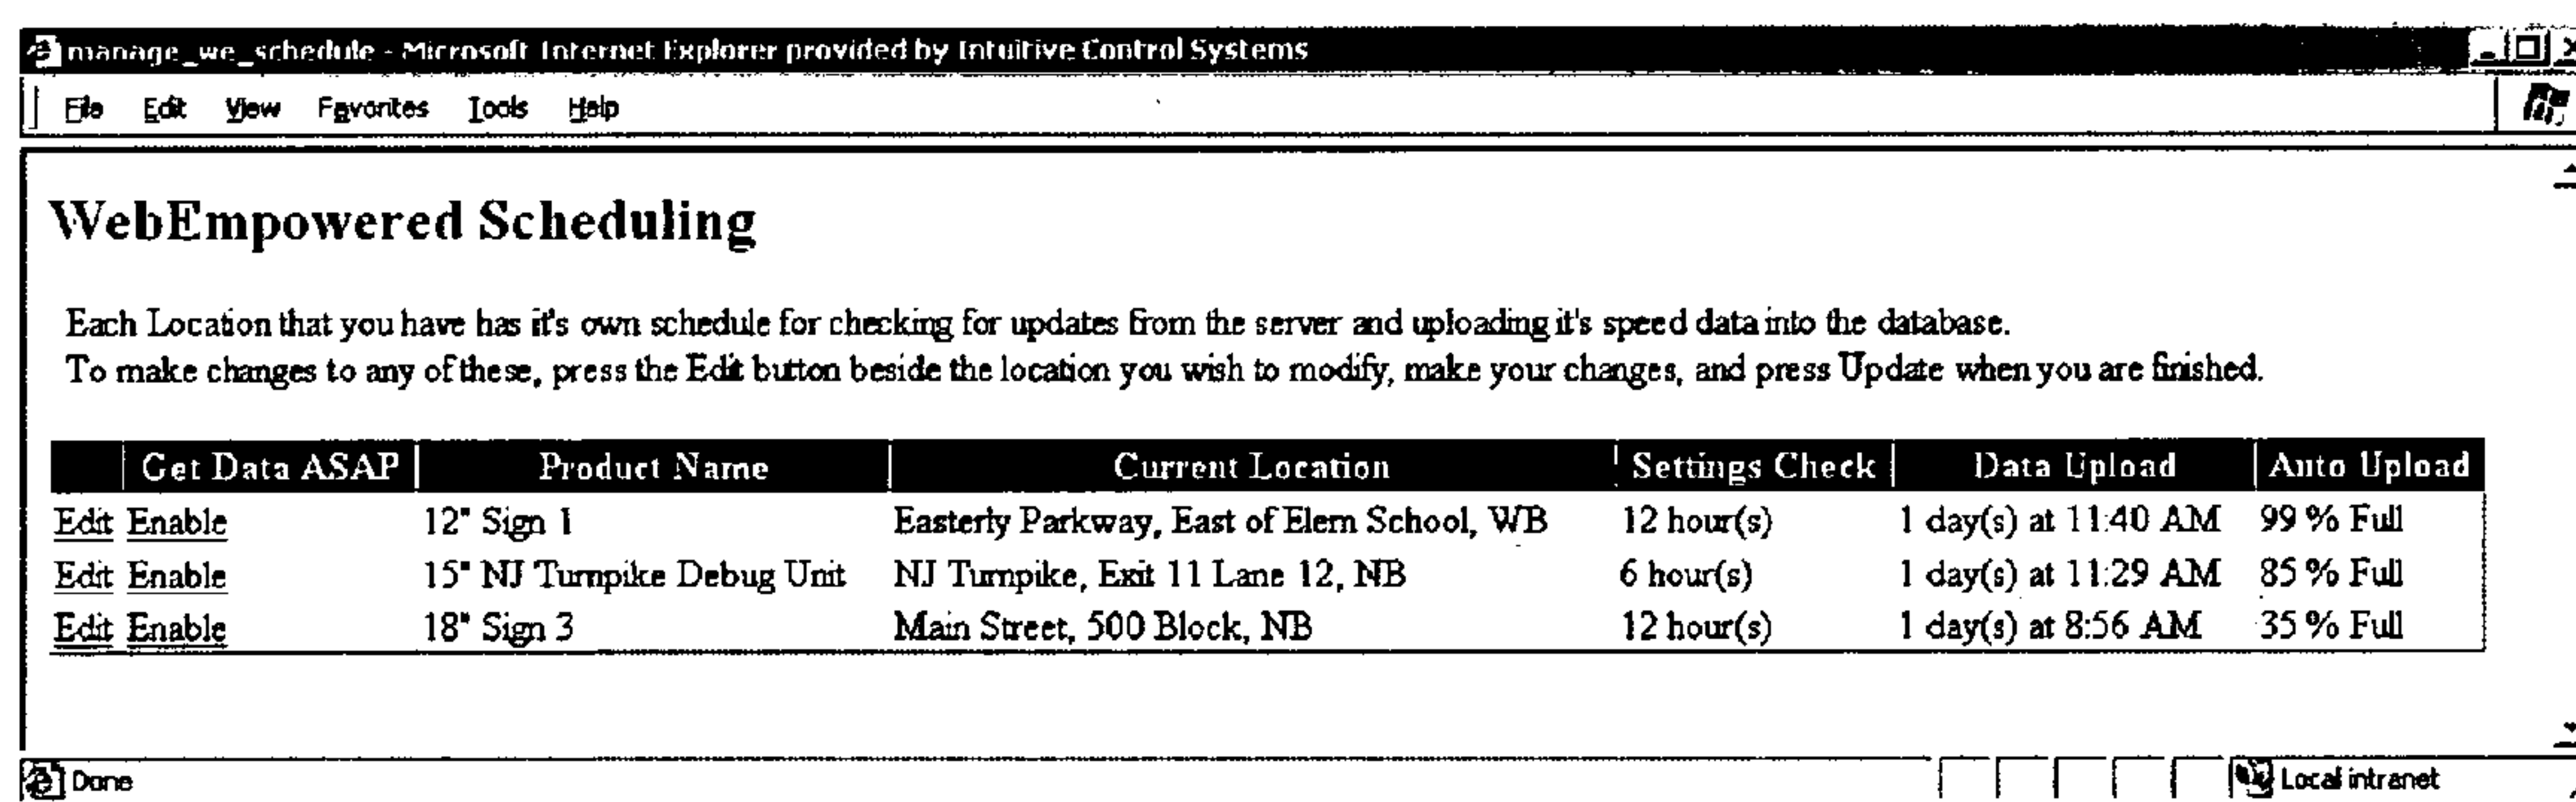 manage_we_schedule - Microsoft Internet Explorer provided by Intuitive Control Systems
File Edit View Favorites Tools Help
WebEmpowered Scheduling
Each Location that you have has it's own schedule for checking for updates from the server and uploading it's speed data into the database.
To make changes to any of these, press the Edit button beside the location you wish to modify, make your changes, and press Update when you are finished.
Get Data ASAP Product Name Current Location Settings Check Data Upload Auto Upload
Edit Enable 12" Sign 1 Easterly Parkway, East of Elem School, WB 12 hour(s) 1 day(s) at 11:40 AM 99 % Full
Edit Enable 15" NJ Turnpike Debug Unit NJ Turnpike, Exit 11 Lane 12, NB 6 hour(s) 1 day(s) at 11:29 AM 85 % Full
Edit Enable 18" Sign 3 Main Street, 500 Block, NB 12 hour(s) 1 day(s) at 8:56 AM 35 % Full
Done Local intranet